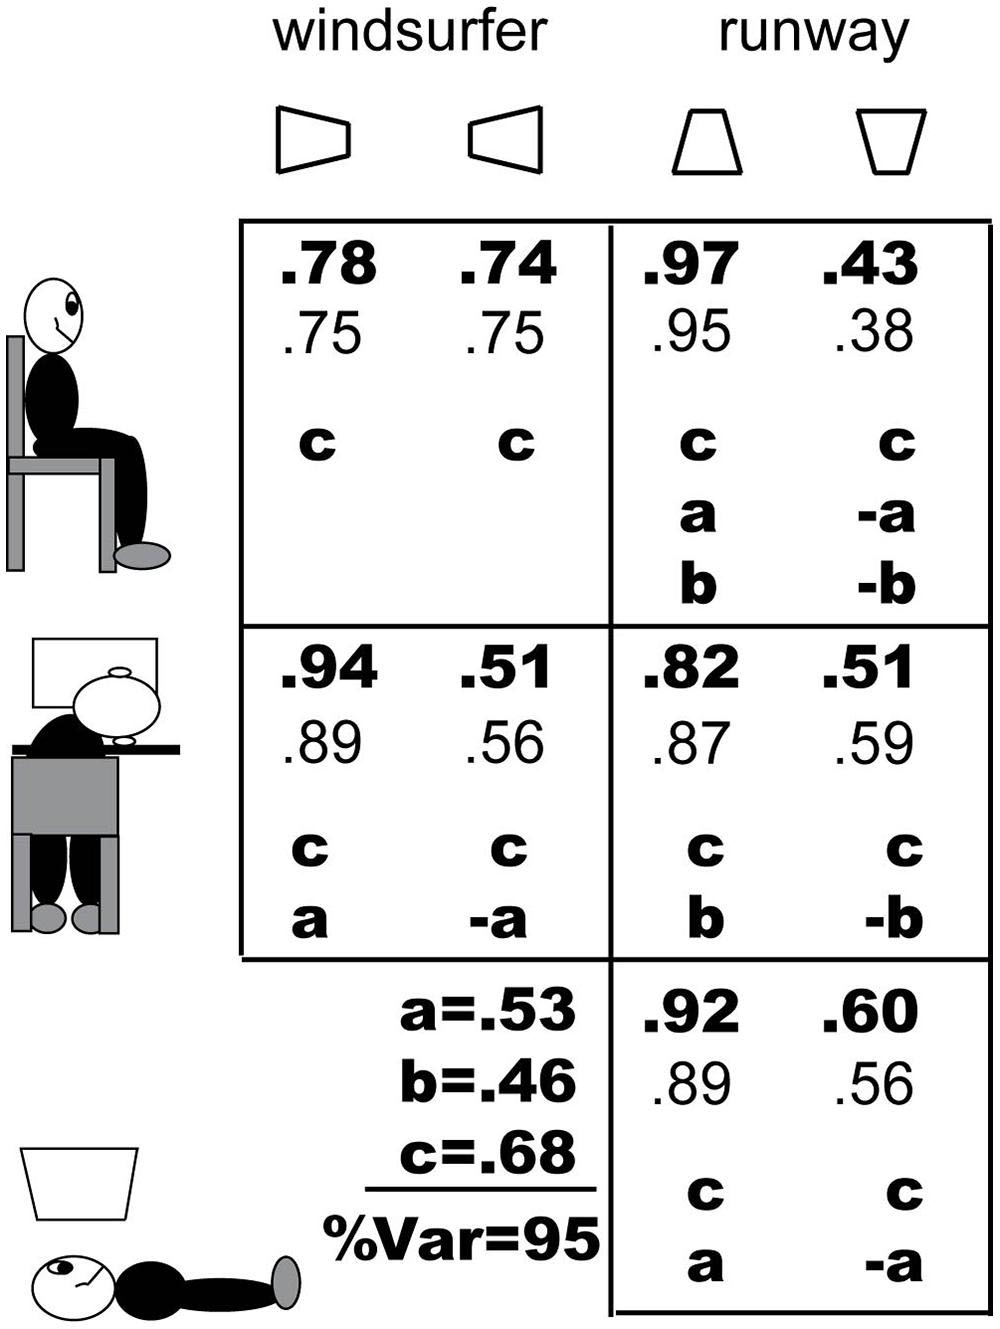 windsurfer runway
.78 .74 .97 .43
.75 .75 .95 .38
c c c c
a -a
b -b
.94 .51 .82 .51
.89 .56 .87 .59
c c c c
a -a b -b
a=.53 .92 .60
b=.46 .89 .56
c=.68 c c
%Var=95 a -a